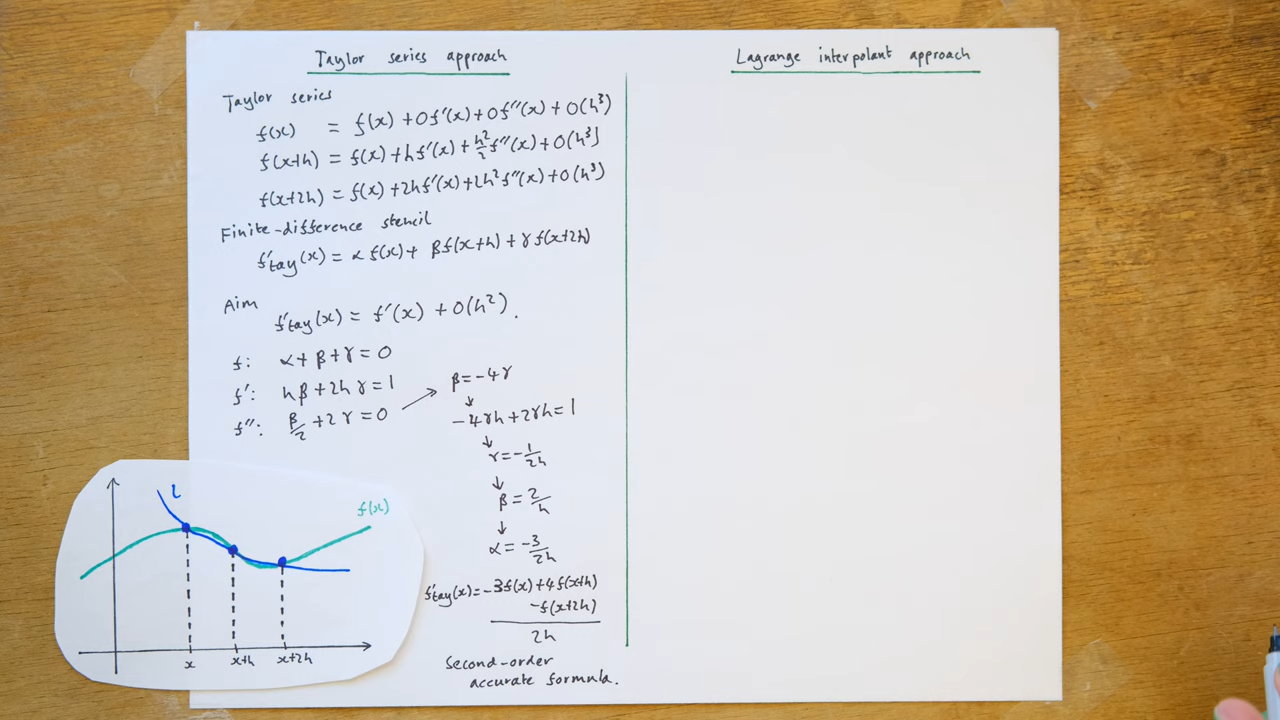 Taylor series approach
Taylor series
f(x) = f(x) + 0f'(x) + 0f''(x) + O(h³)
f(x+h) = f(x) + hf'(x) + h²/2 f''(x) + O(h³)
f(x+2h) = f(x) + 2hf'(x) + 2h²f''(x) + O(h³)
Finite-difference stencil
f'tay(x) = α f(x) + βf(x+h) + γ f(x+2h)
Aim
f'tay(x) = f'(x) + O(h²).
f: α + β + γ = 0
f': hβ + 2hγ = 1
f'': β/2 + 2γ = 0
β = -4γ
-4γh + 2γh = 1
γ = -1/2h
β = 2/h
α = -3/2h
f'tay(x) = -3f(x) + 4f(x+h)
-f(x+2h)
2h
Second-order
accurate formula.
L
f(x)
x
x+h
x+2h
Lagrange interpolant approach